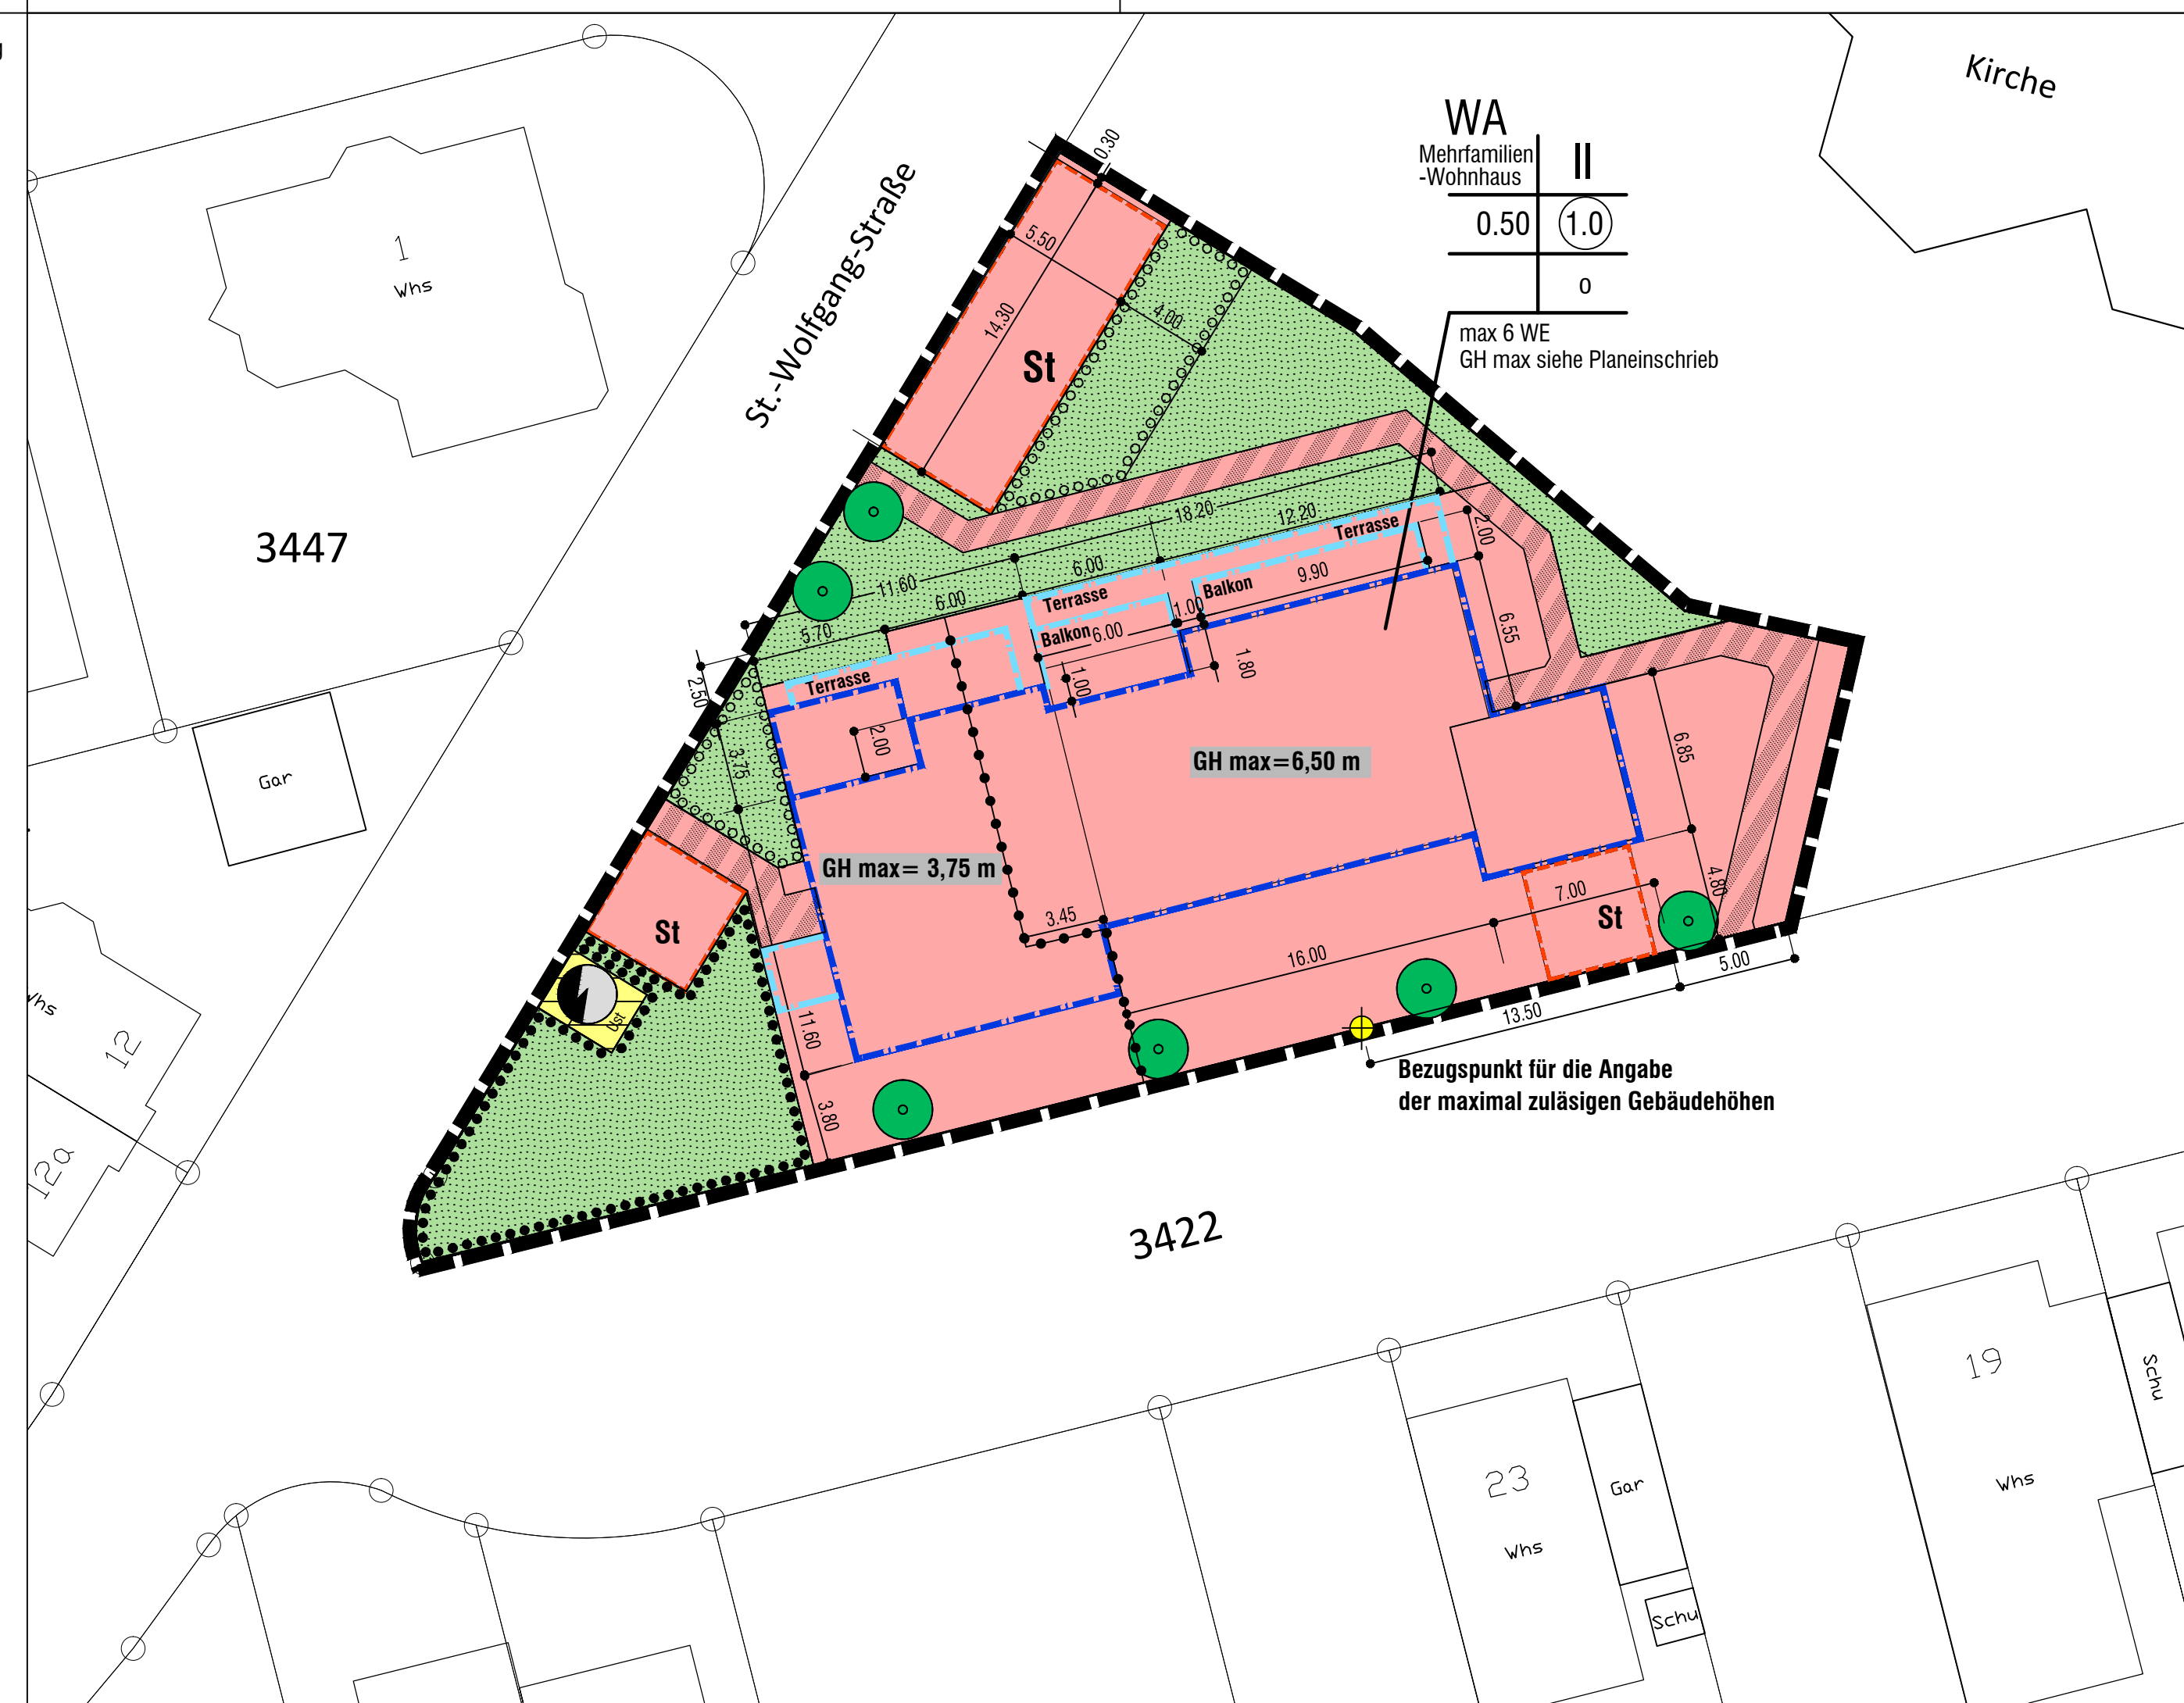 Kirche
WA
Mehrfamilien
-Wohnhaus
II
0.50
1.0
o
max 6 WE
GH max siehe Planeinschrieb
St.-Wolfgang-Straße
0.30
5.50
14.30
4.00
St
1
Whs
3447
Gar
18.20
12.20
Terrasse
2.00
11.60
6.00
6.00
Terrasse
Balkon
9.90
1.00
5.70
Balkon
6.00
6.55
1.80
2.50
Terrasse
1.00
2.00
3.75
6.85
GH max=6,50 m
GH max= 3,75 m
4.80
3.45
7.00
St
St
16.00
5.00
13.50
Ust
11.60
3.80
Bezugspunkt für die Angabe
der maximal zuläsigen Gebäudehöhen
Whs
12
12a
3422
19
Whs
Schu
23
Whs
Gar
Schu